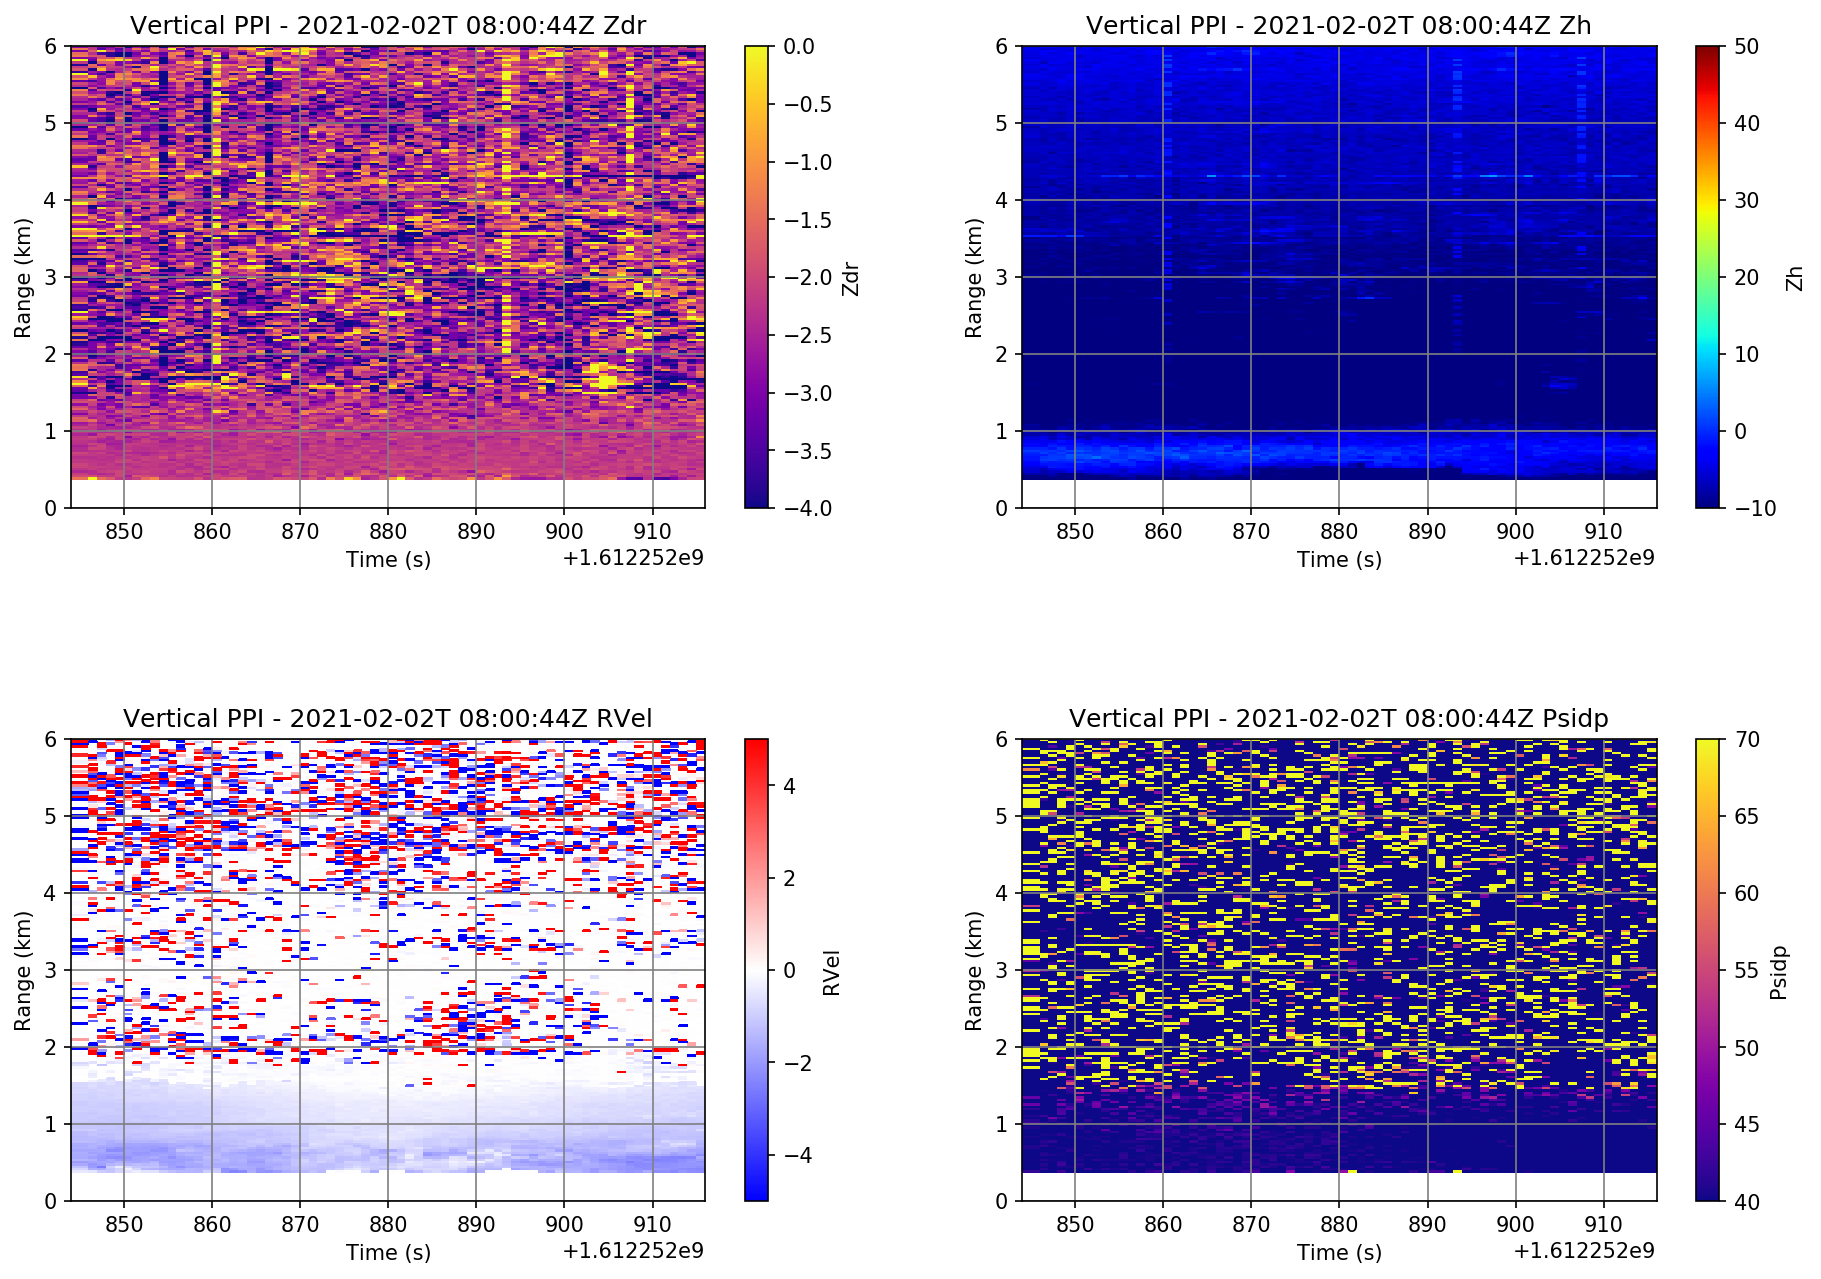 Vertical PPI - 2021-02-02T 08:00:44Z Zdr
6
5
4
3
2
1
0
Range (km)
850 860 870 880 890 900 910
Time (s)
+1.612252e9
0.0
−0.5
−1.0
−1.5
−2.0
−2.5
−3.0
−3.5
−4.0
Zdr
Vertical PPI - 2021-02-02T 08:00:44Z Zh
6
5
4
3
2
1
0
Range (km)
850 860 870 880 890 900 910
Time (s)
+1.612252e9
50
40
30
20
10
0
−10
Zh
Vertical PPI - 2021-02-02T 08:00:44Z RVel
6
5
4
3
2
1
0
Range (km)
850 860 870 880 890 900 910
Time (s)
+1.612252e9
4
2
0
−2
−4
RVel
Vertical PPI - 2021-02-02T 08:00:44Z Psidp
6
5
4
3
2
1
0
Range (km)
850 860 870 880 890 900 910
Time (s)
+1.612252e9
70
65
60
55
50
45
40
Psidp